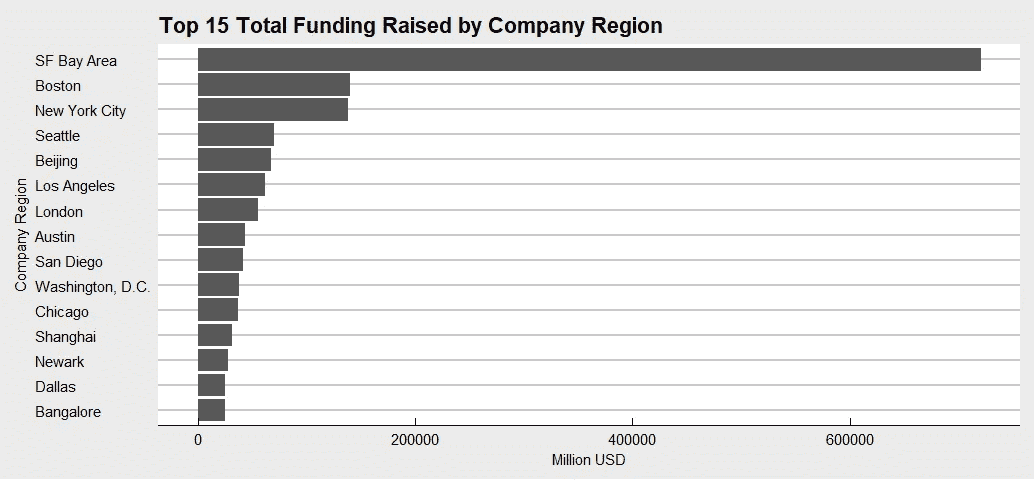 Top 15 Total Funding Raised by Company Region
Company Region
SF Bay Area
Boston
New York City
Seattle
Beijing
Los Angeles
London
Austin
San Diego
Washington, D.C.
Chicago
Shanghai
Newark
Dallas
Bangalore
0 200000 400000 600000
Million USD